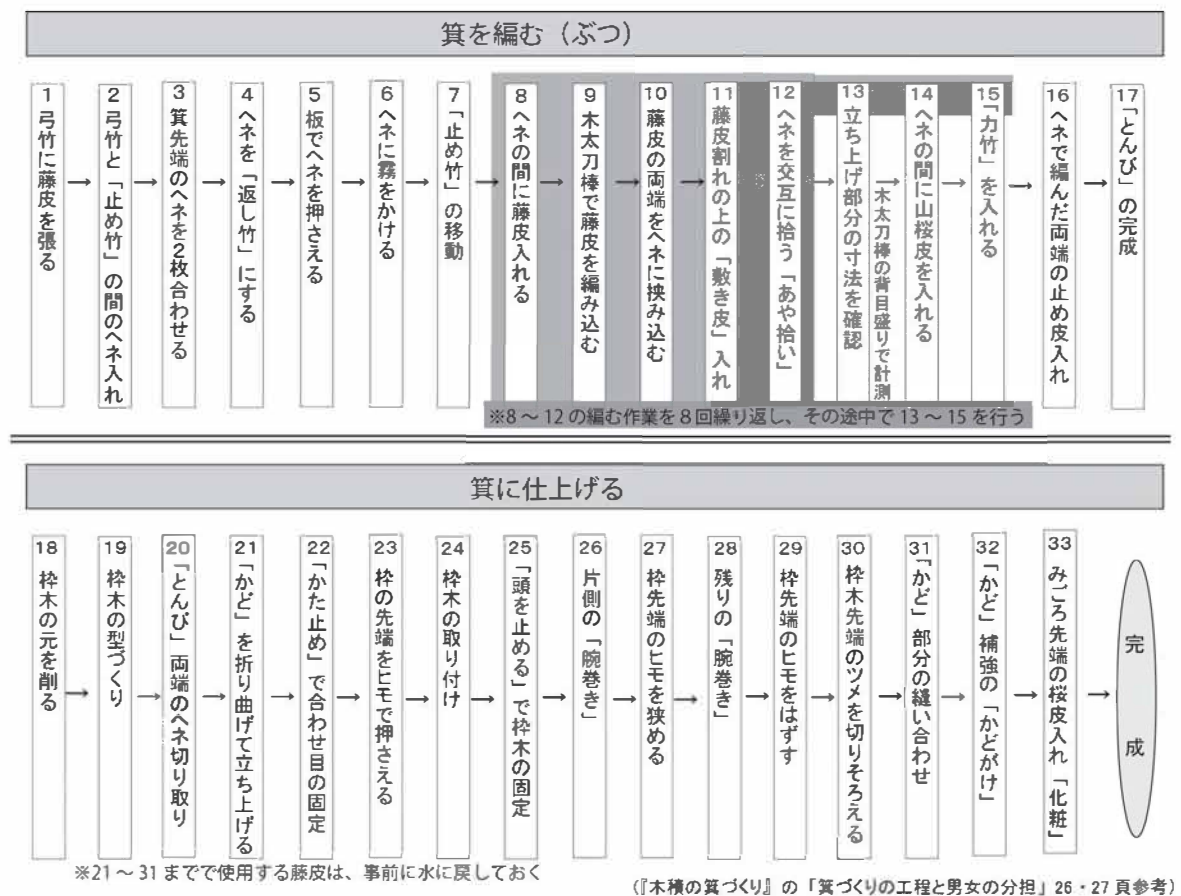 箕を編む（ぶつ）
1 弓竹に藤皮を張る
2 弓竹と「止め竹」の間のヘネ入れ
3 箕先端のヘネを2枚合わせる
4 ヘネを「返し竹」にする
5 板でヘネを押さえる
6 ヘネに霧をかける
7 「止め竹」の移動
8 ヘネの間に藤皮入れる
9 木太刀棒で藤皮を編み込む
10 藤皮の両端をヘネに挟み込む
11 藤皮割れの上の「敷き皮」入れ
12 ヘネを交互に拾う「あや拾い」
13 立ち上げ部分の寸法を確認
木太刀棒の背目盛りで計測
14 ヘネの間に山桜皮を入れる
15 「力竹」を入れる
16 ヘネで編んだ両端の止め皮入れ
17 「とんび」の完成
※8～12の編む作業を8回繰り返し、その途中で13～15を行う
箕に仕上げる
18 枠木の元を削る
19 枠木の型づくり
20 「とんび」両端のヘネ切り取り
21 「かど」を折り曲げて立ち上げる
22 「かた止め」で合わせ目の固定
23 枠の先端をヒモで押さえる
24 枠木の取り付け
25 「頭を止める」で枠木の固定
26 片側の「腕巻き」
27 枠先端のヒモを狭める
28 残りの「腕巻き」
29 枠先端のヒモをはずす
30 枠木先端のツメを切りそろえる
31 「かど」部分の縫い合わせ
32 「かど」補強の「かどがけ」
33 みごろ先端の桜皮入れ「化粧」
完成
※21～31までで使用する藤皮は、事前に水に戻しておく
（『木積の箕づくり』の「箕づくりの工程と男女の分担」26・27頁参考）